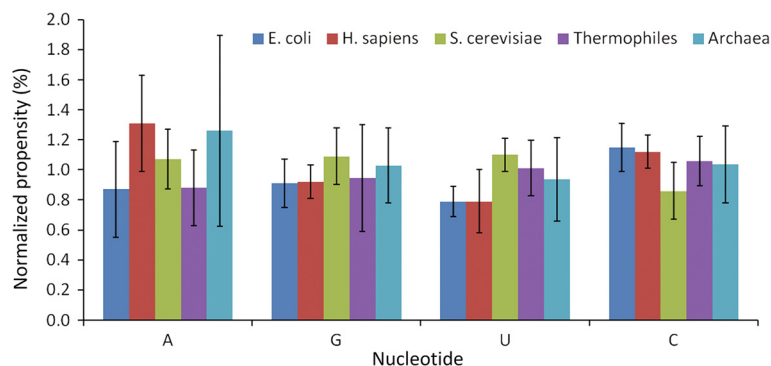 E. coli H. sapiens S. cerevisiae Thermophiles Archaea
Normalized propensity (%)
2.0
1.8
1.6
1.4
1.2
1.0
0.8
0.6
0.4
0.2
0.0
A G U C
Nucleotide